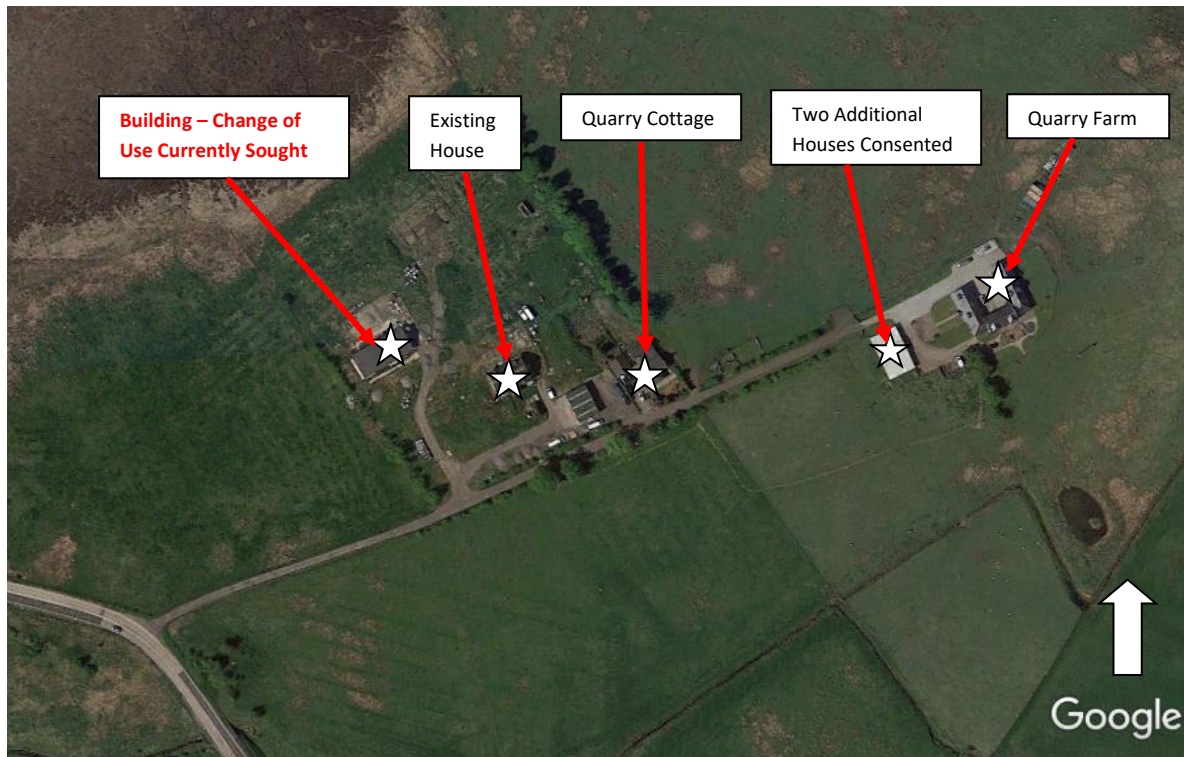 Building – Change of
Use Currently Sought
Existing
House
Quarry Cottage
Two Additional
Houses Consented
Quarry Farm
Google